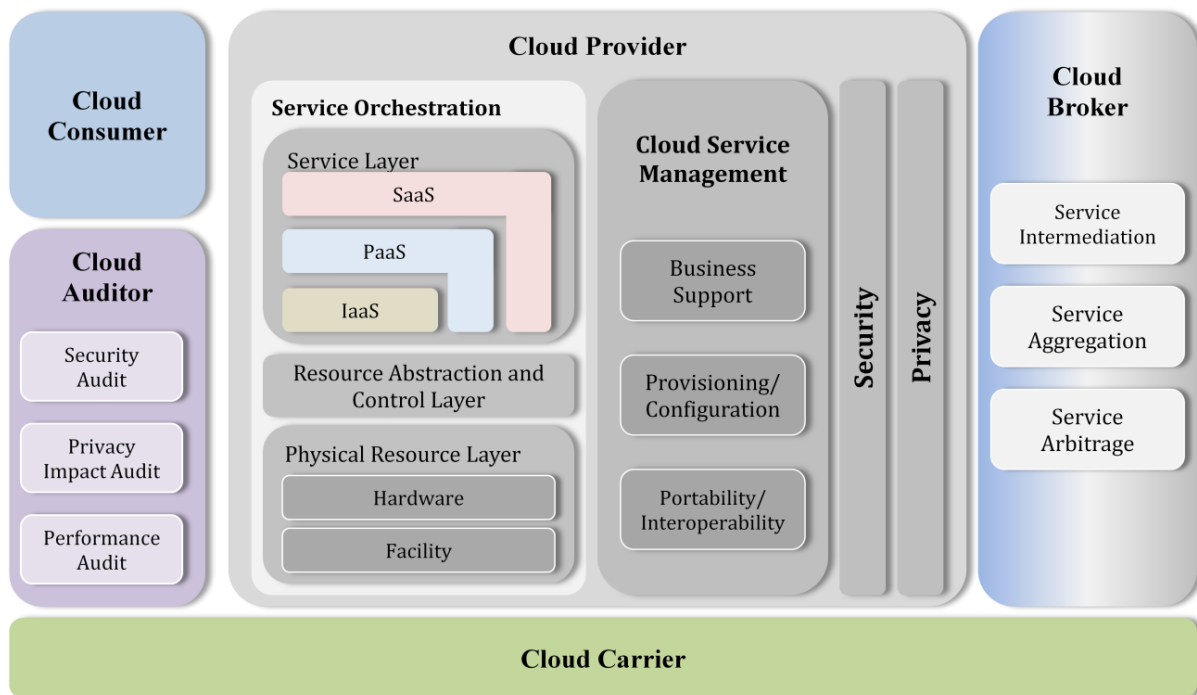 Cloud
Consumer
Cloud
Auditor
Security
Audit
Privacy
Impact Audit
Performance
Audit
Cloud Provider
Service Orchestration
Service Layer
SaaS
PaaS
IaaS
Resource Abstraction and
Control Layer
Physical Resource Layer
Hardware
Facility
Cloud Service
Management
Business
Support
Provisioning/
Configuration
Portability/
Interoperability
Security
Privacy
Cloud
Broker
Service
Intermediation
Service
Aggregation
Service
Arbitrage
Cloud Carrier